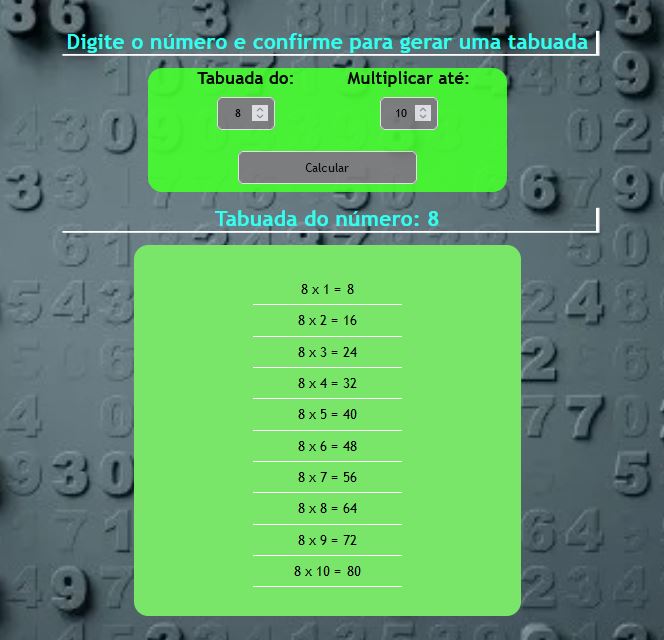 Digite o número e confirme para gerar uma tabuada
Tabuada do: Multiplicar até:
8 10
Calcular
Tabuada do número: 8
8 x 1 = 8
8 x 2 = 16
8 x 3 = 24
8 x 4 = 32
8 x 5 = 40
8 x 6 = 48
8 x 7 = 56
8 x 8 = 64
8 x 9 = 72
8 x 10 = 80